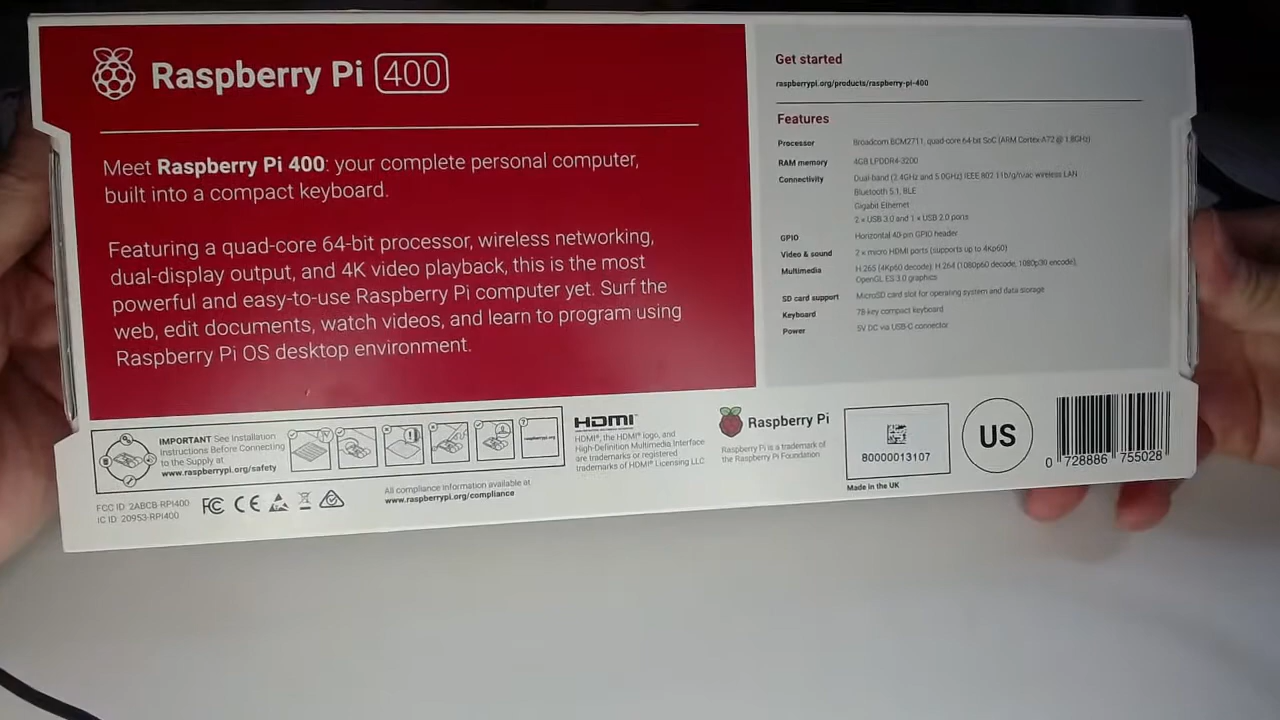 Raspberry Pi 400
Meet Raspberry Pi 400: your complete personal computer,
built into a compact keyboard.
Featuring a quad-core 64-bit processor, wireless networking,
dual-display output, and 4K video playback, this is the most
powerful and easy-to-use Raspberry Pi computer yet. Surf the
web, edit documents, watch videos, and learn to program using
Raspberry Pi OS desktop environment.
Get started
raspberrypi.org/products/raspberry-pi-400
Features
Processor Broadcom BCM2711, quad-core 64-bit SoC (ARM Cortex-A72 @ 1.8GHz)
RAM memory 4GB LPDDR4-3200
Connectivity Dual-band (2.4GHz and 5.0GHz) IEEE 802.11b/g/n/ac wireless LAN
Bluetooth 5.1, BLE
Gigabit Ethernet
2 × USB 3.0 and 1 × USB 2.0 ports
GPIO Horizontal 40-pin GPIO header
Video & sound 2 × micro HDMI ports (supports up to 4Kp60)
Multimedia H.265 (4Kp60 decode); H.264 (1080p60 decode, 1080p30 encode);
OpenGL ES 3.0 graphics
SD card support MicroSD card slot for operating system and data storage
Keyboard 78 key compact keyboard
Power 5V DC via USB-C connector
IMPORTANT See Installation
Instructions Before Connecting
to the Supply at
www.raspberrypi.org/safety
raspberrypi.org
FCC ID: 2ABCB-RPI400
IC ID: 20953-RPI400
FC CE
All compliance information available at
www.raspberrypi.org/compliance
HDMI
HDMI®, the HDMI® logo, and
High-Definition Multimedia Interface
are trademarks or registered
trademarks of HDMI® Licensing LLC
Raspberry Pi
Raspberry Pi is a trademark of
the Raspberry Pi Foundation
80000013107
Made in the UK
US
0 728886 755028